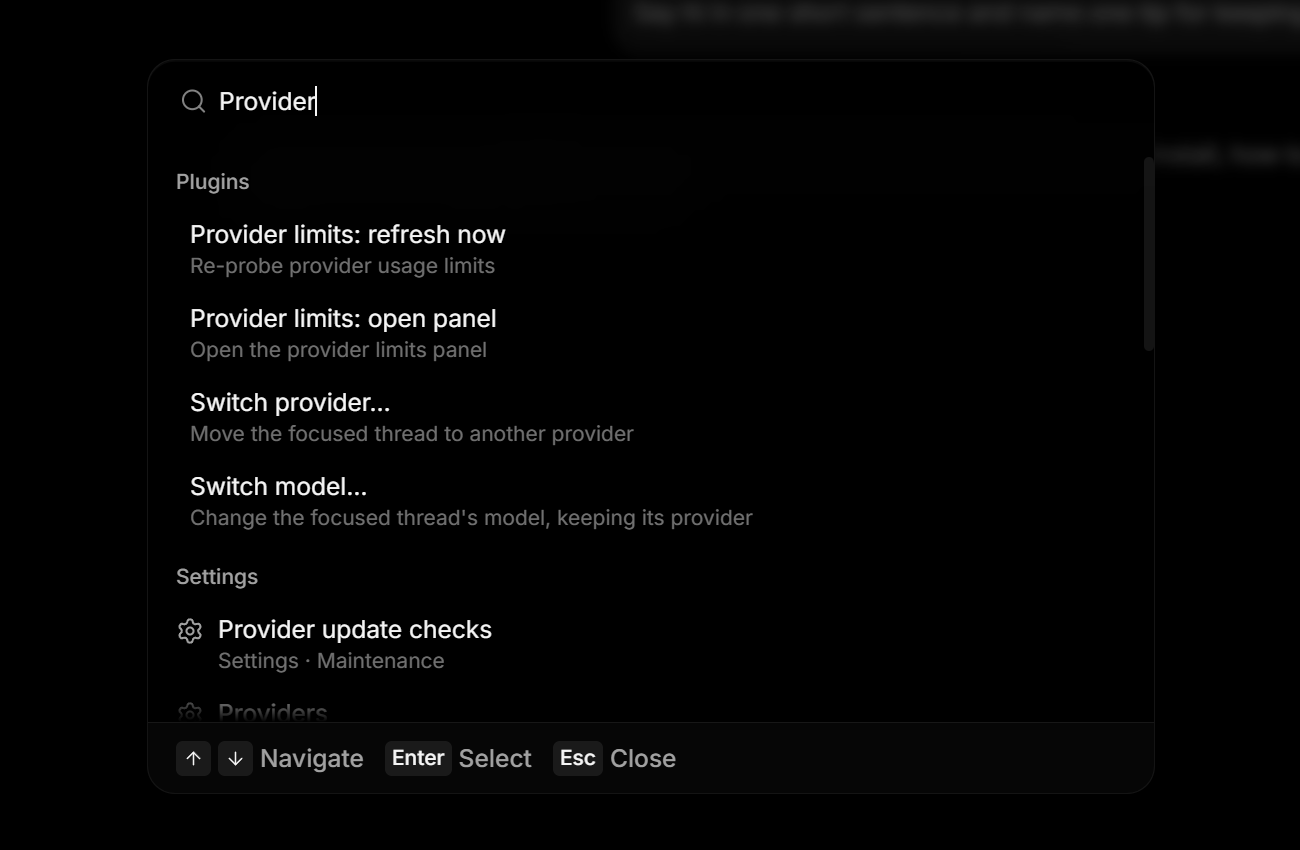 Provider
Plugins
Provider limits: refresh now
Re-probe provider usage limits
Provider limits: open panel
Open the provider limits panel
Switch provider...
Move the focused thread to another provider
Switch model...
Change the focused thread's model, keeping its provider
Settings
Provider update checks
Settings · Maintenance
Providers
↑ ↓ Navigate Enter Select Esc Close